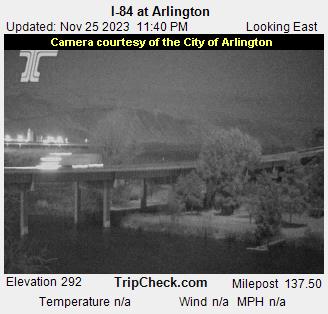 I-84 at Arlington
Updated: Nov 25 2023 11:40 PM Looking East
Camera courtesy of the City of Arlington
Elevation 292 TripCheck.com Milepost 137.50
Temperature n/a Wind n/a MPH n/a